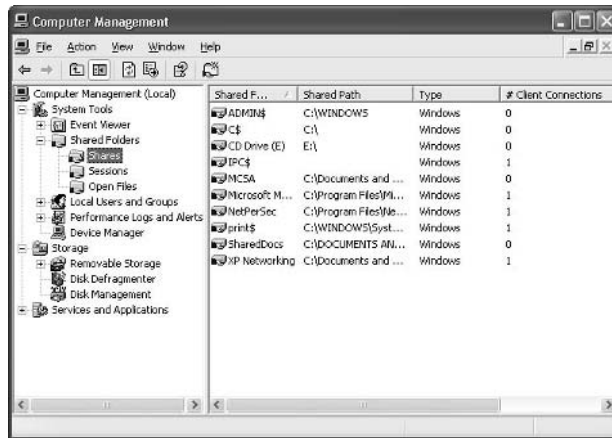 Computer Management
File Action View Window Help
Computer Management (Local)
System Tools
Event Viewer
Shared Folders
Shares
Sessions
Open Files
Local Users and Groups
Performance Logs and Alerts
Device Manager
Storage
Removable Storage
Disk Defragmenter
Disk Management
Services and Applications
Shared F... Shared Path Type # Client Connections
ADMIN$ C:\WINDOWS Windows 0
C$ C:\ Windows 0
CD Drive (E) E:\ Windows 0
IPC$ Windows 1
MCSA C:\Documents and ... Windows 0
Microsoft M... C:\Program Files\Mi... Windows 1
NetPerSec C:\Program Files\Ne... Windows 1
print$ C:\WINDOWS\Syst... Windows 1
SharedDocs C:\DOCUMENTS AN... Windows 0
XP Networking C:\Documents and ... Windows 1